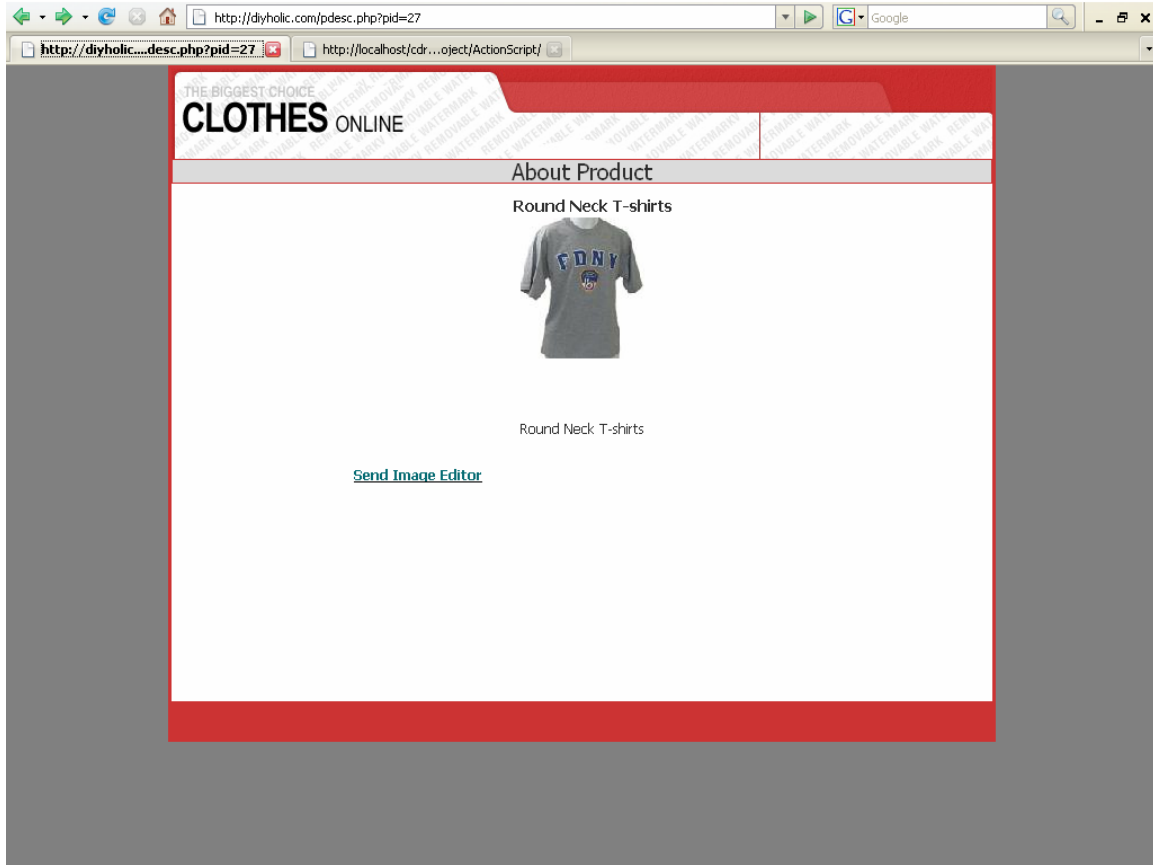 http://diyholic.com/pdesc.php?pid=27
Google
http://diyholic....desc.php?pid=27
http://localhost/cdr...oject/ActionScript/
THE BIGGEST CHOICE
CLOTHES ONLINE
About Product
Round Neck T-shirts
FDNY
Round Neck T-shirts
Send Image Editor